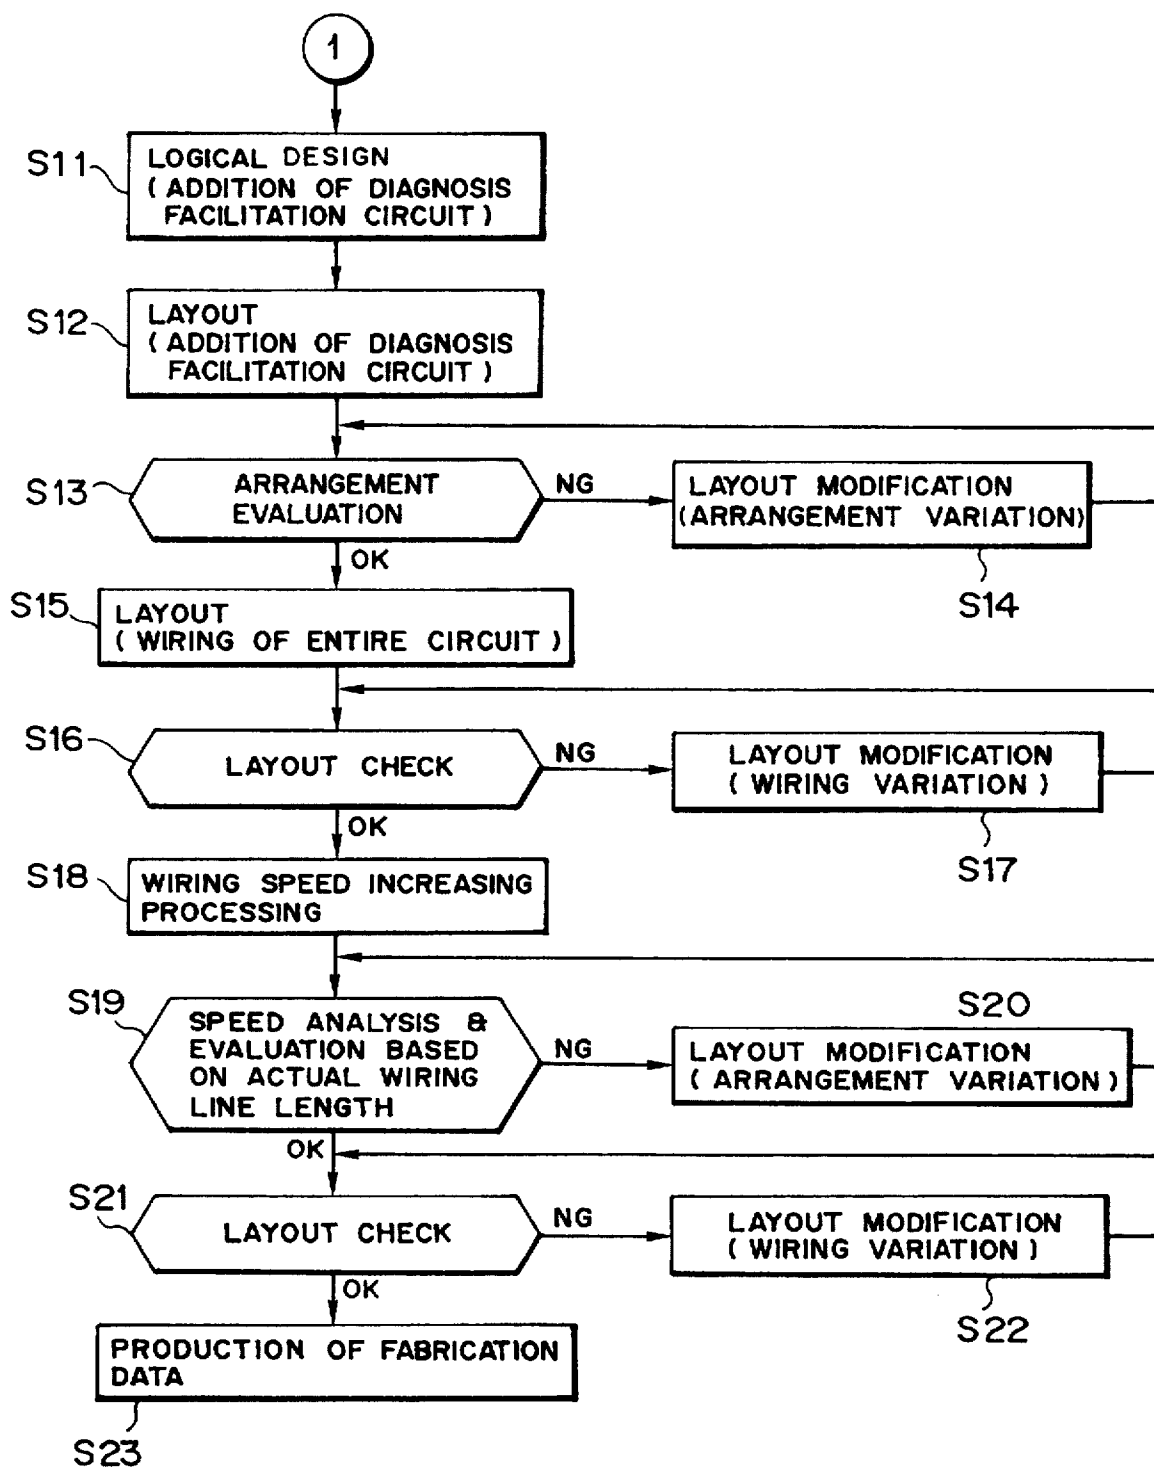 1
S11
LOGICAL DESIGN
( ADDITION OF DIAGNOSIS
FACILITATION CIRCUIT )
S12
LAYOUT
( ADDITION OF DIAGNOSIS
FACILITATION CIRCUIT )
S13
ARRANGEMENT
EVALUATION
NG
LAYOUT MODIFICATION
(ARRANGEMENT VARIATION)
S14
OK
S15
LAYOUT
( WIRING OF ENTIRE CIRCUIT )
S16
LAYOUT CHECK
NG
LAYOUT MODIFICATION
( WIRING VARIATION )
S17
OK
S18
WIRING SPEED INCREASING
PROCESSING
S19
SPEED ANALYSIS &
EVALUATION BASED
ON ACTUAL WIRING
LINE LENGTH
NG
S20
LAYOUT MODIFICATION
( ARRANGEMENT VARIATION )
OK
S21
LAYOUT CHECK
NG
LAYOUT MODIFICATION
( WIRING VARIATION )
S22
OK
PRODUCTION OF FABRICATION
DATA
S23